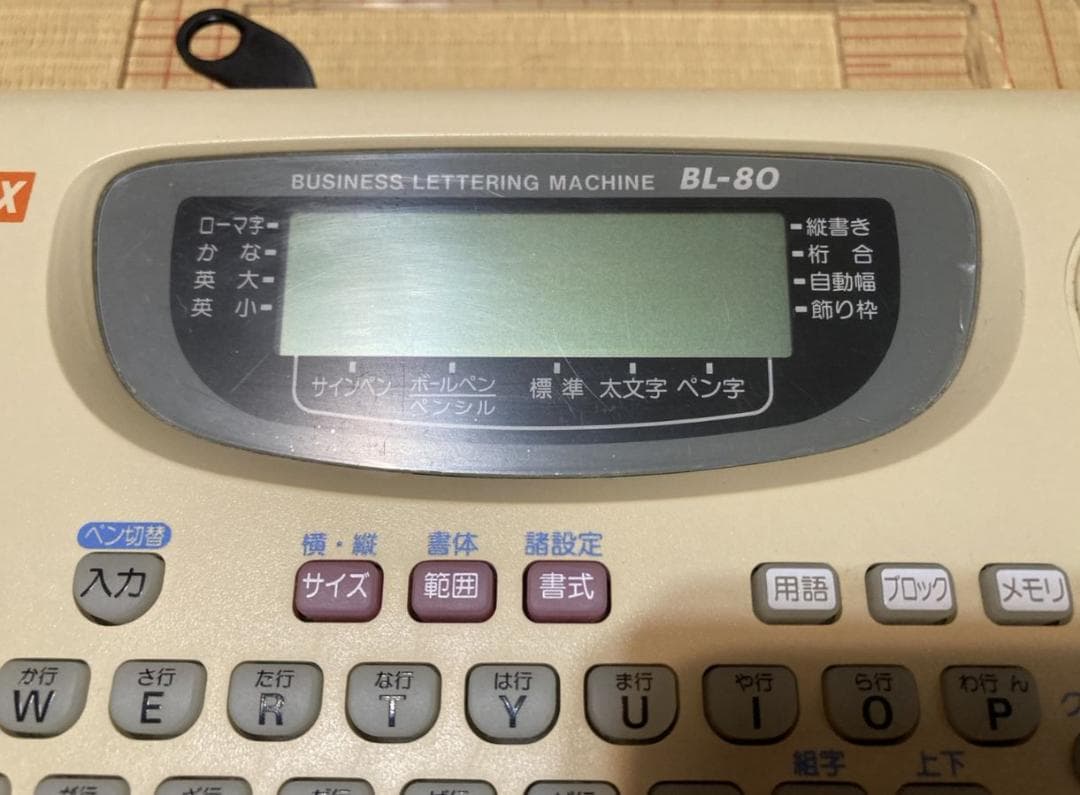 X
BUSINESS LETTERING MACHINE BL-80
ローマ字
かな
英大
英小
縦書き
桁合
自動幅
飾り枠
サインペン
ボールペン
ペンシル
標準
太文字
ペン字
ペン切替
入力
横・縦
サイズ
書体
範囲
諸設定
書式
用語
ブロック
メモリ
か行
W
さ行
E
た行
R
な行
T
は行
Y
ま行
U
や行
I
ら行
O
わ行 ん
P
組字
上下